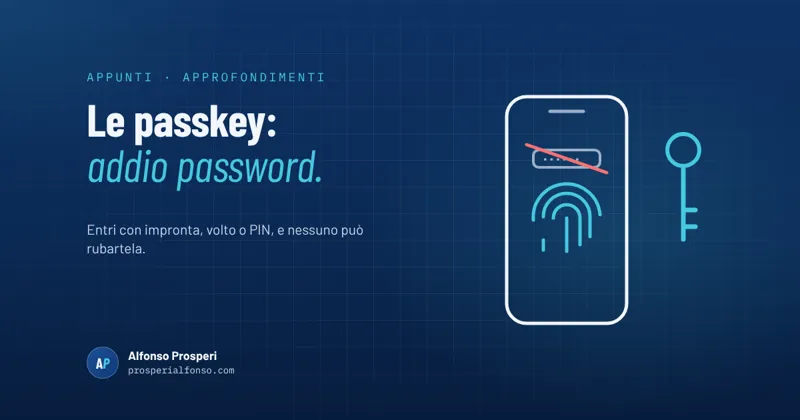 APPUNTI · APPROFONDIMENTI
Le passkey:
addio password.
Entri con impronta, volto o PIN, e nessuno può
rubartela.
AP
Alfonso Prosperi
prosperialfonso.com